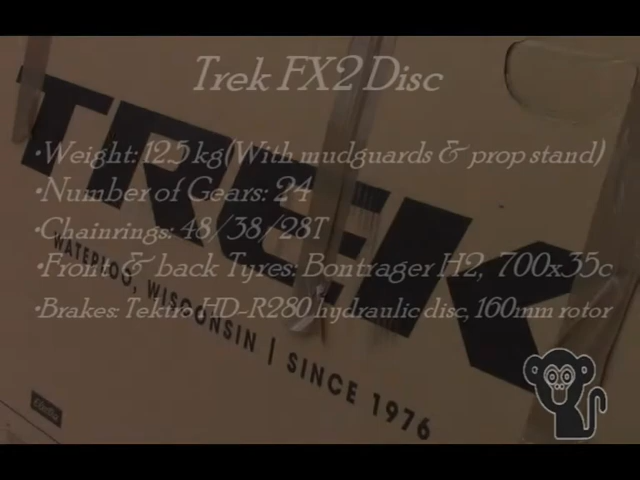 Trek FX2 Disc
TREK
•Weight: 12.5 kg(With mudguards & prop stand)
•Number of Gears: 24
•Chainrings: 48/38/28T
WATERLOO, WISCONSIN | SINCE 1976
•Front & back Tyres: Bontrager H2, 700x35c
•Brakes: Tektro HD-R280 hydraulic disc, 160mm rotor